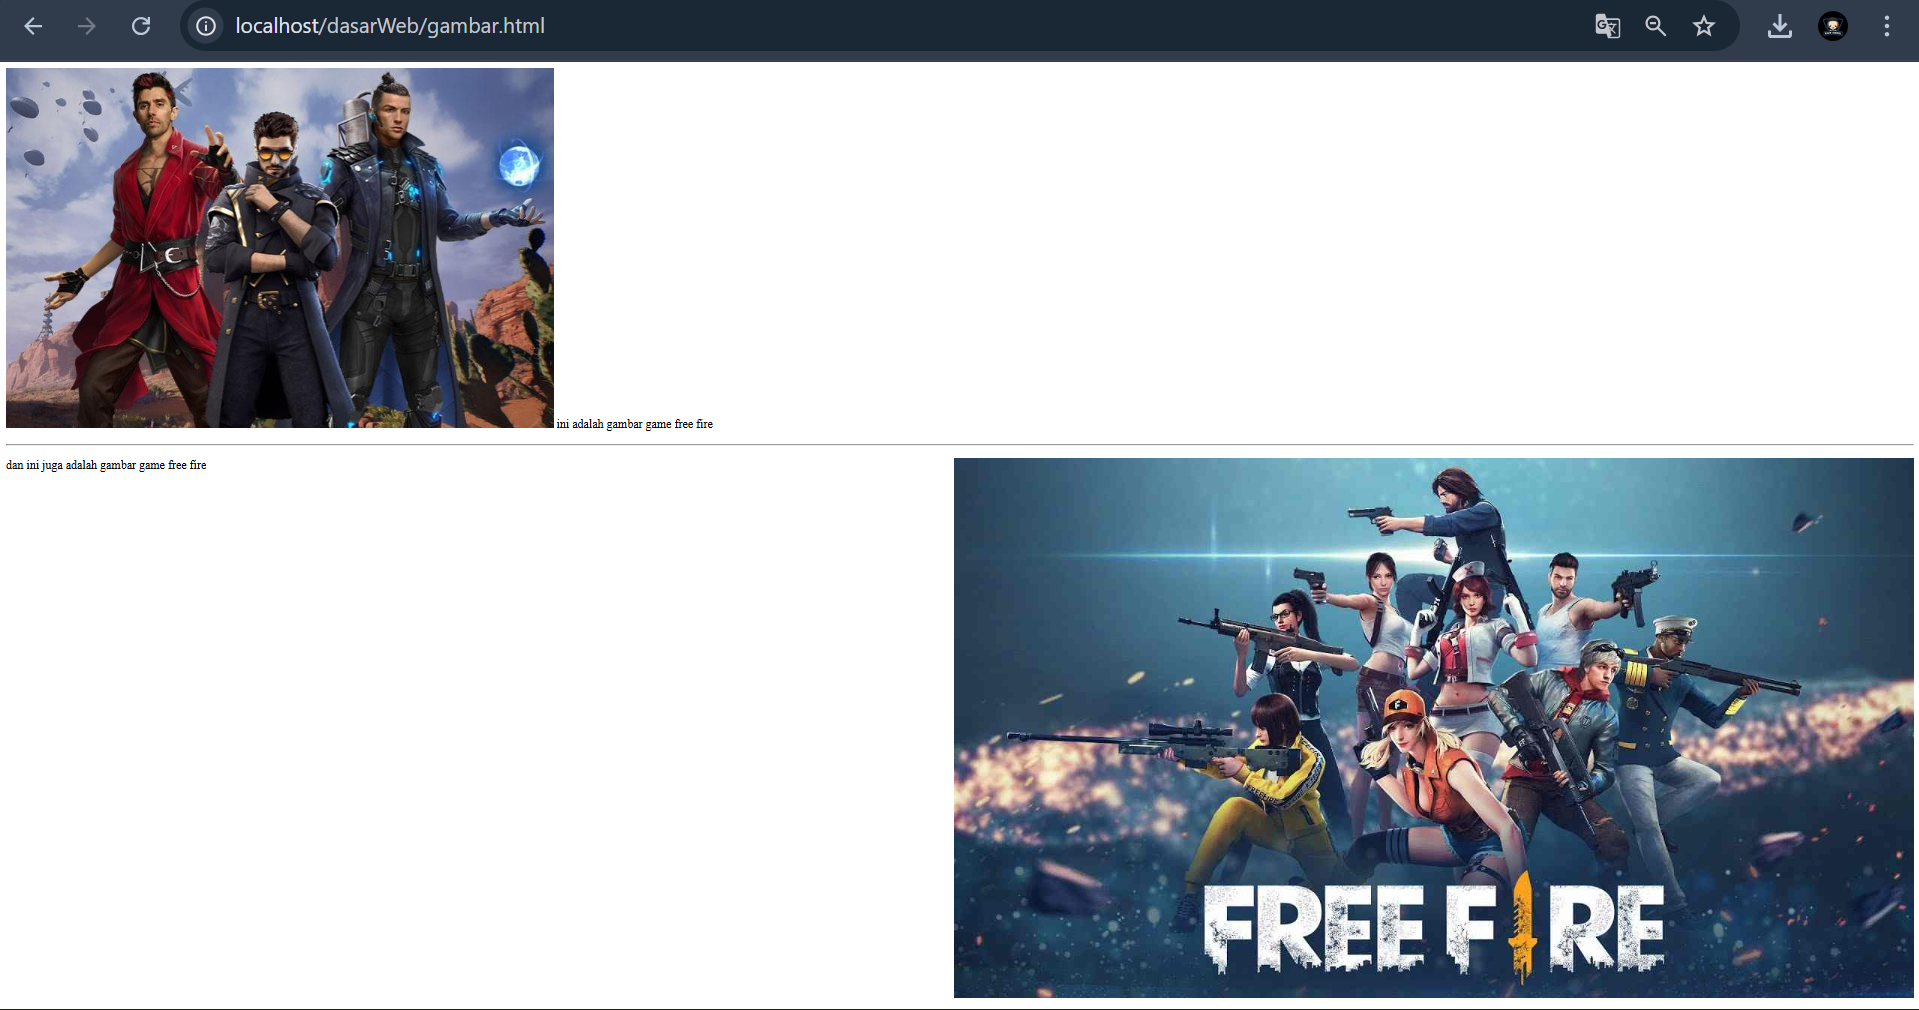 localhost/dasarWeb/gambar.html
ini adalah gambar game free fire
dan ini juga adalah gambar game free fire
FREE FIRE